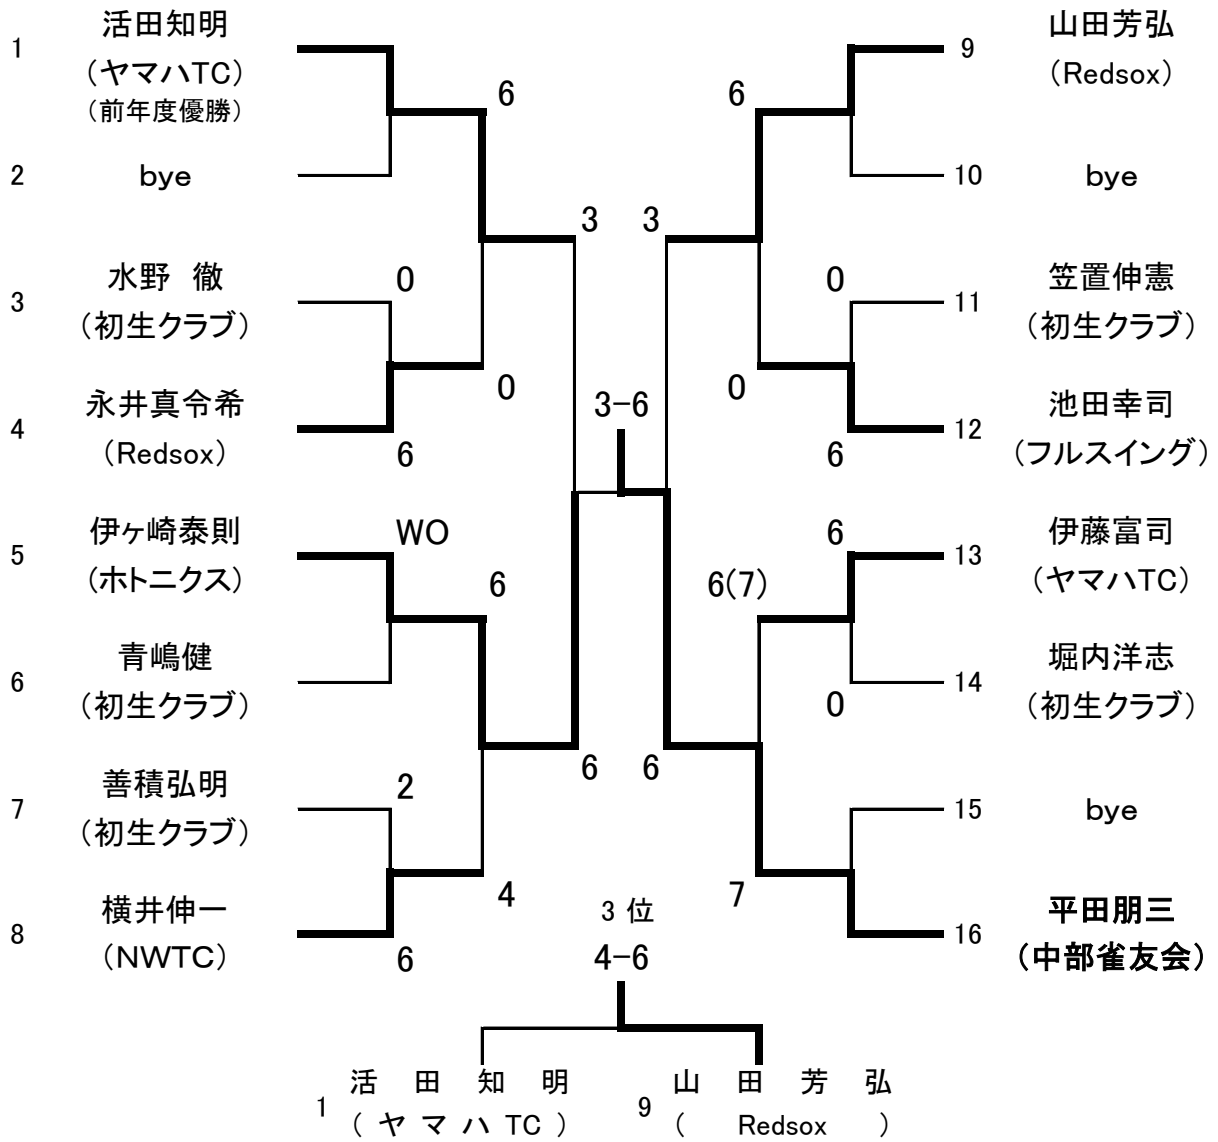 1 活田知明
(ヤマハTC)
(前年度優勝)
2 bye
3 水野 徹
(初生クラブ)
4 永井真令希
(Redsox)
5 伊ヶ崎泰則
(ホトニクス)
6 青嶋健
(初生クラブ)
7 善積弘明
(初生クラブ)
8 横井伸一
(NWTC)
6
0
6
0
WO
6
2
6
4
3
6
3-6
3
6
6
0
6
0
6
6(7)
0
7
9 山田芳弘
(Redsox)
10 bye
11 笠置伸憲
(初生クラブ)
12 池田幸司
(フルスイング)
13 伊藤富司
(ヤマハTC)
14 堀内洋志
(初生クラブ)
15 bye
16 平田朋三
(中部雀友会)
3 位
4-6
1 活田知明
(ヤマハTC)
9 山田芳弘
(Redsox)